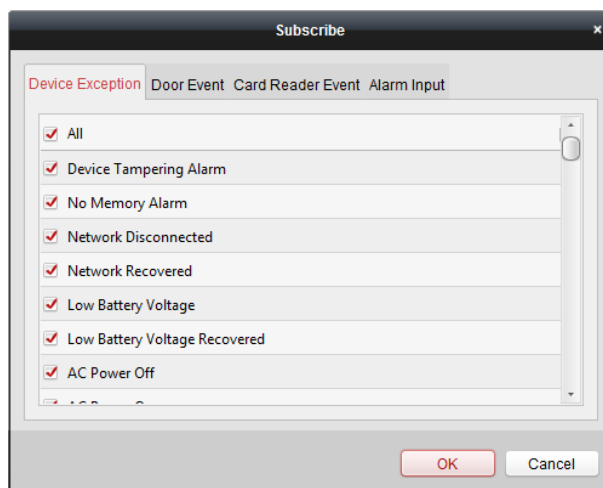 Subscribe
Device Exception Door Event Card Reader Event Alarm Input
All
Device Tampering Alarm
No Memory Alarm
Network Disconnected
Network Recovered
Low Battery Voltage
Low Battery Voltage Recovered
AC Power Off
OK Cancel